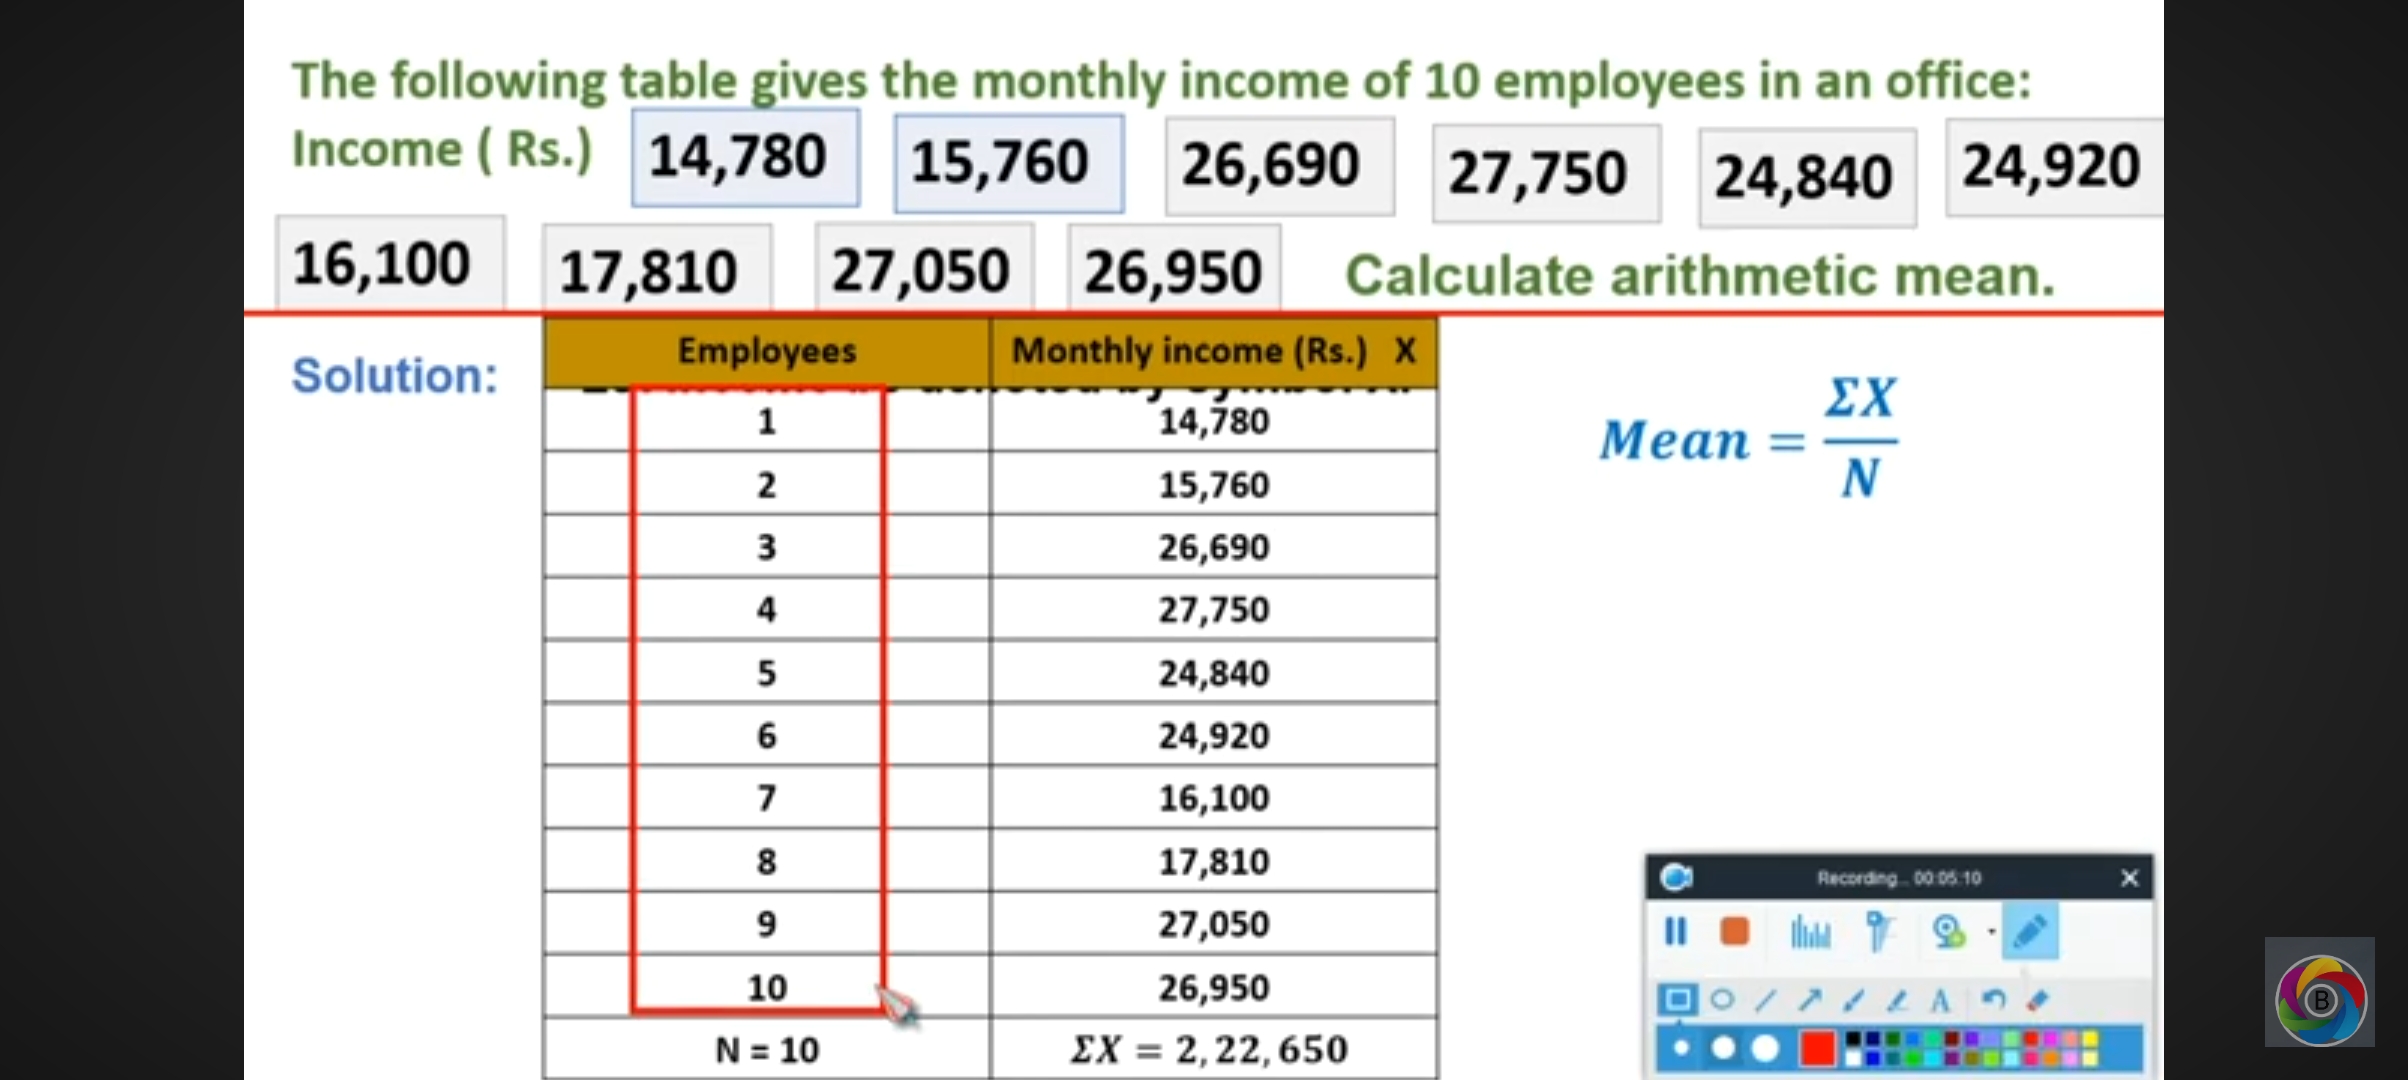 The following table gives the monthly income of 10 employees in an office:
Income ( Rs.) 14,780 15,760 26,690 27,750 24,840 24,920
16,100 17,810 27,050 26,950 Calculate arithmetic mean.
Solution:
Employees Monthly income (Rs.) X
1 14,780
2 15,760
3 26,690
4 27,750
5 24,840
6 24,920
7 16,100
8 17,810
9 27,050
10 26,950
N = 10 ΣX = 2,22,650
Mean = ΣX
N
Recording... 00:05:10
A
B